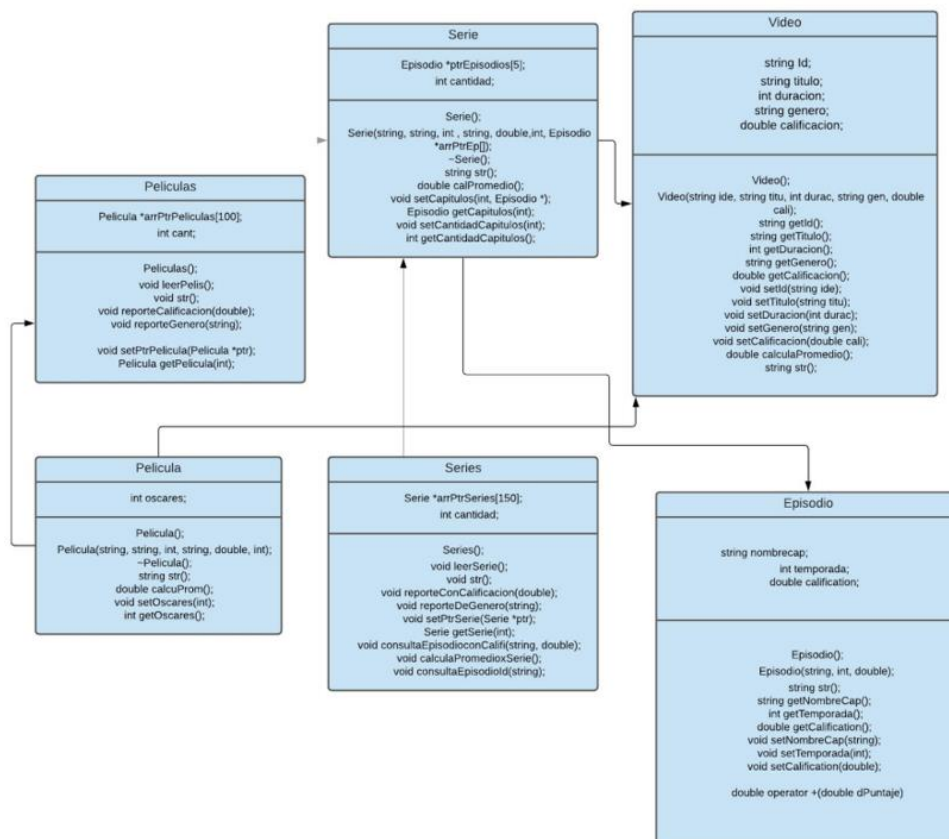 Serie
Episodio *ptrEpisodios[5];
int cantidad;
Serie();
Serie(string, string, int , string, double,int, Episodio
*arrPtrEp[]);
~Serie();
string str();
double calPromedio();
void setCapitulos(int, Episodio *);
Episodio getCapitulos(int);
void setCantidadCapitulos(int);
int getCantidadCapitulos();
Video
string Id;
string titulo;
int duracion;
string genero;
double calificacion;
Video();
Video(string ide, string titu, int durac, string gen, double
cali);
string getId();
string getTitulo();
int getDuracion();
string getGenero();
double getCalificacion();
void setId(string ide);
void setTitulo(string titu);
void setDuracion(int durac);
void setGenero(string gen);
void setCalificacion(double cali);
double calculaPromedio();
string str();
Peliculas
Pelicula *arrPtrPeliculas[100];
int cant;
Peliculas();
void leerPelis();
void str();
void reporteCalificacion(double);
void reporteGenero(string);
void setPtrPelicula(Pelicula *ptr);
Pelicula getPelicula(int);
Pelicula
int oscares;
Pelicula();
Pelicula(string, string, int, string, double, int);
~Pelicula();
string str();
double calcuProm();
void setOscares(int);
int getOscares();
Series
Serie *arrPtrSeries[150];
int cantidad;
Series();
void leerSerie();
void str();
void reporteConCalificacion(double);
void reporteDeGenero(string);
void setPtrSerie(Serie *ptr);
Serie getSerie(int);
void consultaEpisodioconCalifi(string, double);
void calculaPromedioxSerie();
void consultaEpisodioId(string);
Episodio
string nombrecap;
int temporada;
double calification;
Episodio();
Episodio(string, int, double);
string str();
string getNombreCap();
int getTemporada();
double getCalification();
void setNombreCap(string);
void setTemporada(int);
void setCalification(double);
double operator +(double dPuntaje)